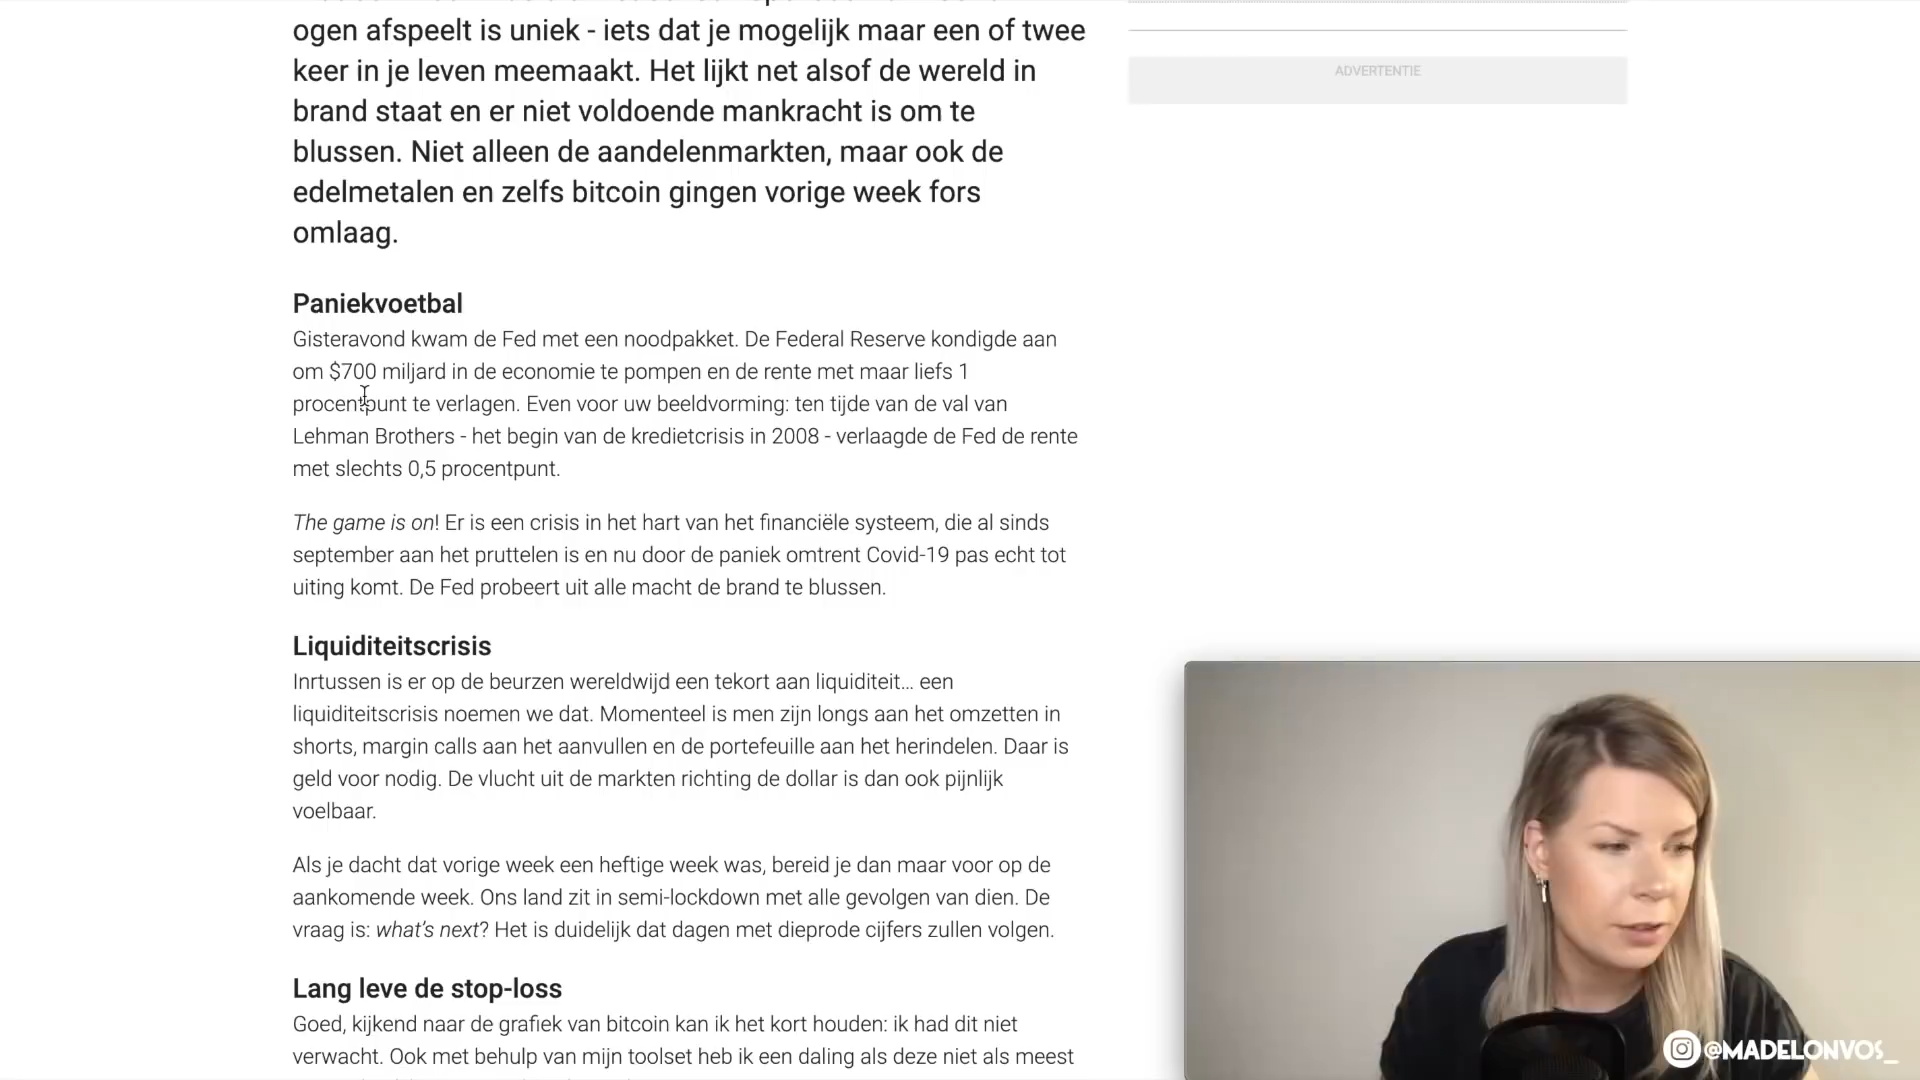 ogen afspeelt is uniek - iets dat je mogelijk maar een of twee
keer in je leven meemaakt. Het lijkt net alsof de wereld in
brand staat en er niet voldoende mankracht is om te
blussen. Niet alleen de aandelenmarkten, maar ook de
edelmetalen en zelfs bitcoin gingen vorige week fors
omlaag.
Paniekvoetbal
Gisteravond kwam de Fed met een noodpakket. De Federal Reserve kondigde aan
om $700 miljard in de economie te pompen en de rente met maar liefs 1
procentpunt te verlagen. Even voor uw beeldvorming: ten tijde van de val van
Lehman Brothers - het begin van de kredietcrisis in 2008 - verlaagde de Fed de rente
met slechts 0,5 procentpunt.
The game is on! Er is een crisis in het hart van het financiële systeem, die al sinds
september aan het pruttelen is en nu door de paniek omtrent Covid-19 pas echt tot
uiting komt. De Fed probeert uit alle macht de brand te blussen.
Liquiditeitscrisis
Inrtussen is er op de beurzen wereldwijd een tekort aan liquiditeit... een
liquiditeitscrisis noemen we dat. Momenteel is men zijn longs aan het omzetten in
shorts, margin calls aan het aanvullen en de portefeuille aan het herindelen. Daar is
geld voor nodig. De vlucht uit de markten richting de dollar is dan ook pijnlijk
voelbaar.
Als je dacht dat vorige week een heftige week was, bereid je dan maar voor op de
aankomende week. Ons land zit in semi-lockdown met alle gevolgen van dien. De
vraag is: what's next? Het is duidelijk dat dagen met dieprode cijfers zullen volgen.
Lang leve de stop-loss
Goed, kijkend naar de grafiek van bitcoin kan ik het kort houden: ik had dit niet
verwacht. Ook met behulp van mijn toolset heb ik een daling als deze niet als meest
ADVERTENTIE
@MADELONVOS_